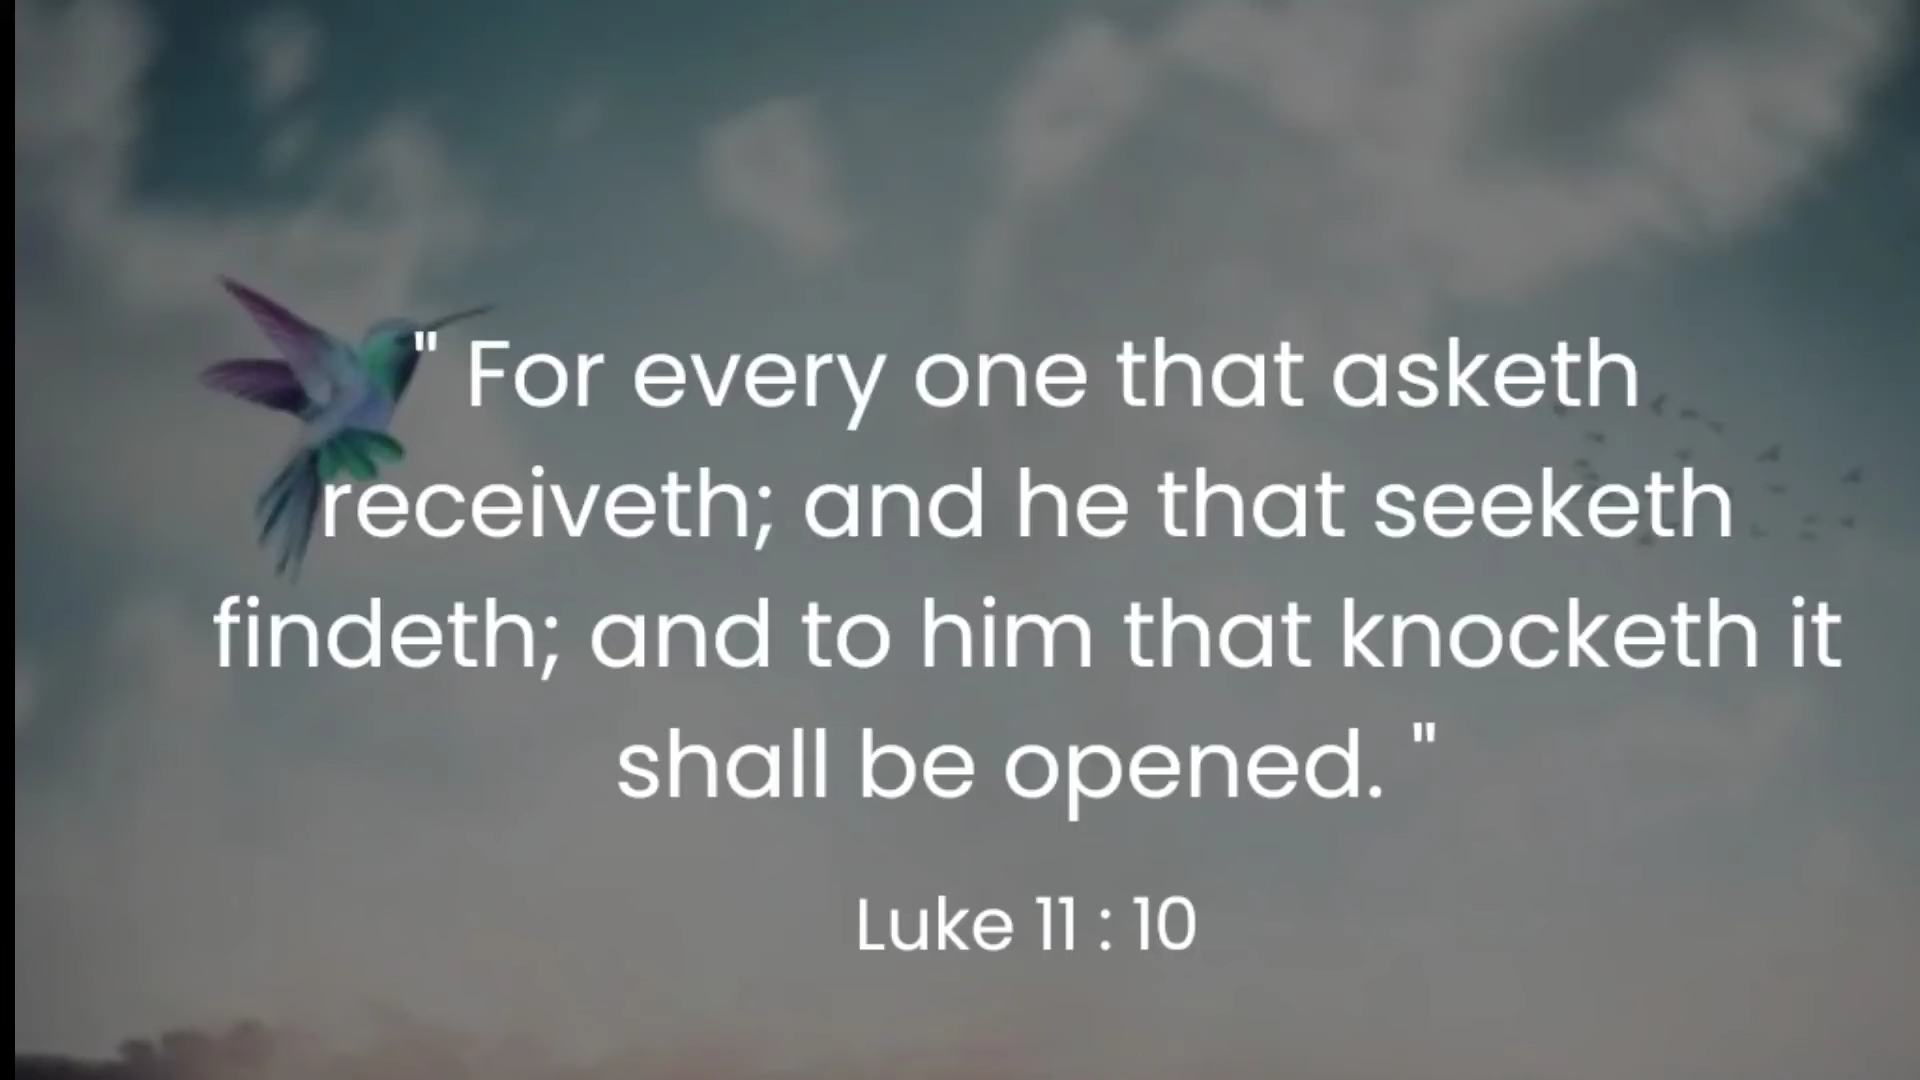 " For every one that asketh
receiveth; and he that seeketh
findeth; and to him that knocketh it
shall be opened. "
Luke 11 : 10